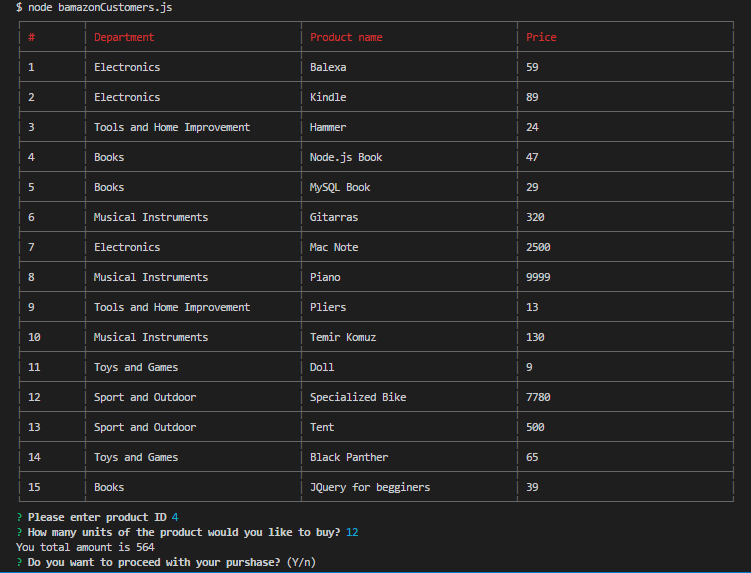 $ node bamazonCustomers.js
# Department Product name Price
1 Electronics Balexa 59
2 Electronics Kindle 89
3 Tools and Home Improvement Hammer 24
4 Books Node.js Book 47
5 Books MySQL Book 29
6 Musical Instruments Gitarras 320
7 Electronics Mac Note 2500
8 Musical Instruments Piano 9999
9 Tools and Home Improvement Pliers 13
10 Musical Instruments Temir Komuz 130
11 Toys and Games Doll 9
12 Sport and Outdoor Specialized Bike 7780
13 Sport and Outdoor Tent 500
14 Toys and Games Black Panther 65
15 Books JQuery for begginers 39
? Please enter product ID 4
? How many units of the product would you like to buy? 12
You total amount is 564
? Do you want to proceed with your purshase? (Y/n)